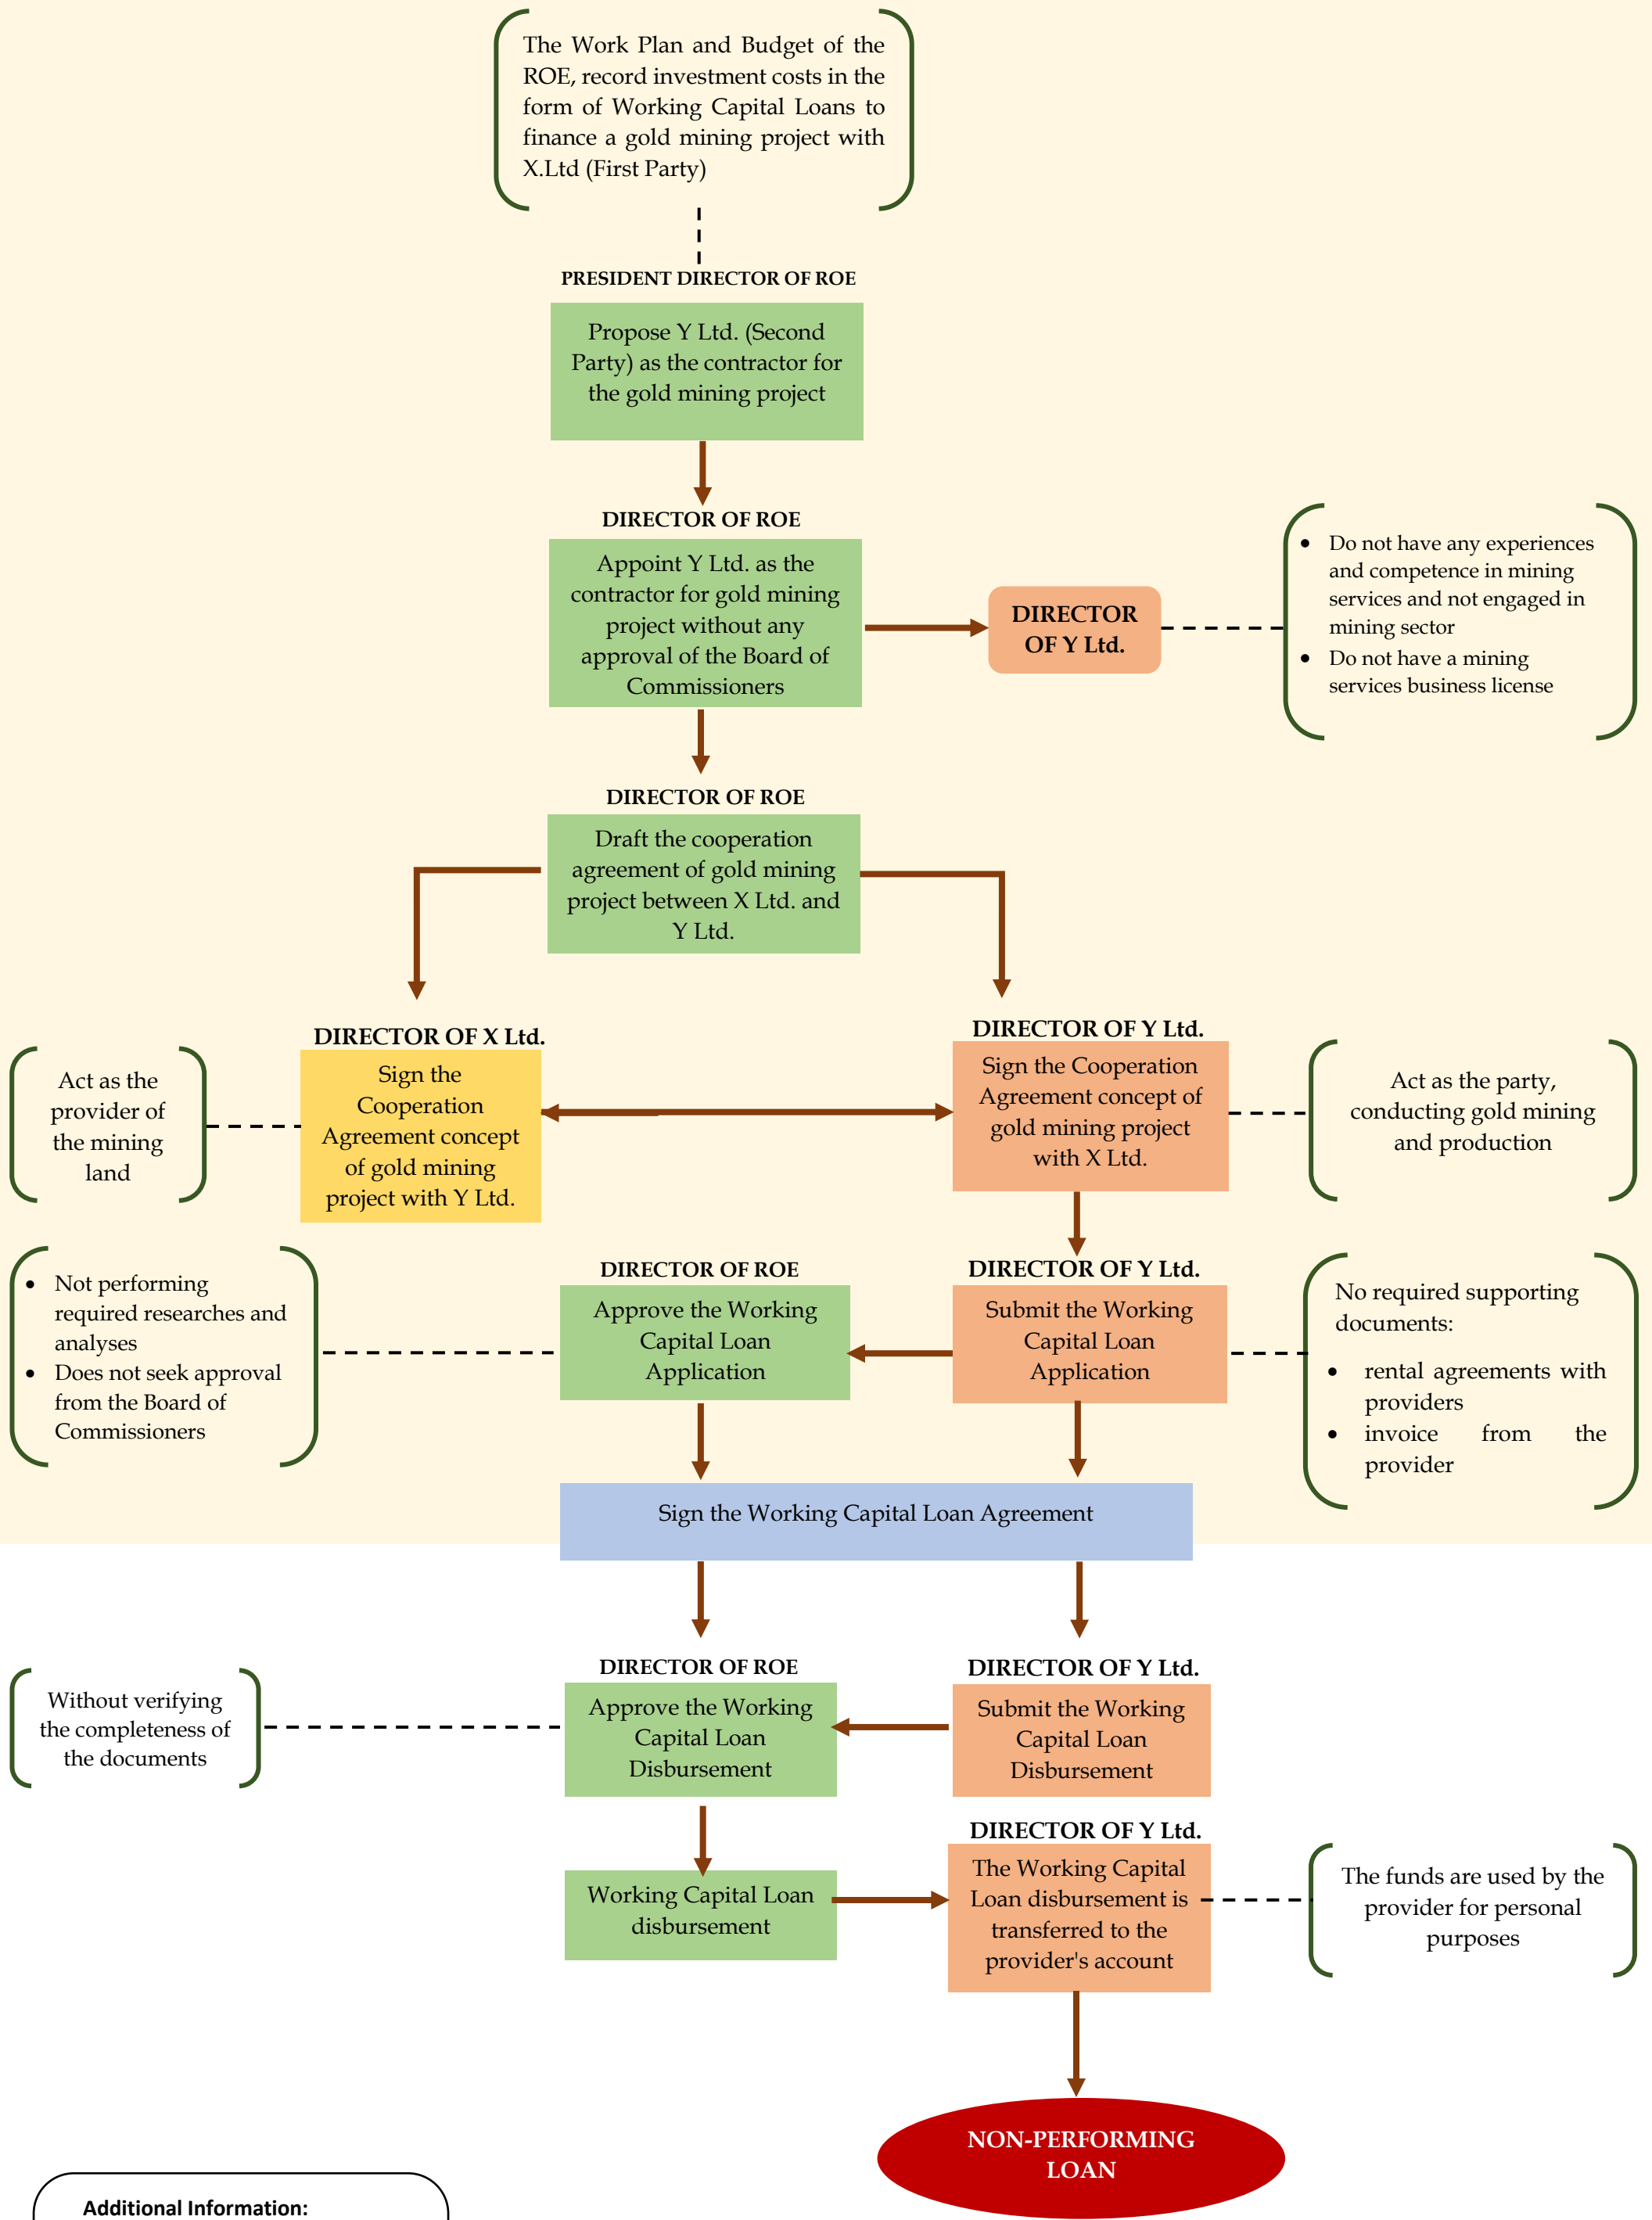 The Work Plan and Budget of the
ROE, record investment costs in the
form of Working Capital Loans to
finance a gold mining project with
X.Ltd (First Party)
PRESIDENT DIRECTOR OF ROE
Propose Y Ltd. (Second
Party) as the contractor for
the gold mining project
DIRECTOR OF ROE
Appoint Y Ltd. as the
contractor for gold mining
project without any
approval of the Board of
Commissioners
DIRECTOR
OF Y Ltd.
• Do not have any experiences
and competence in mining
services and not engaged in
mining sector
• Do not have a mining
services business license
DIRECTOR OF ROE
Draft the cooperation
agreement of gold mining
project between X Ltd. and
Y Ltd.
Act as the
provider of
the mining
land
DIRECTOR OF X Ltd.
Sign the
Cooperation
Agreement concept
of gold mining
project with Y Ltd.
DIRECTOR OF Y Ltd.
Sign the Cooperation
Agreement concept of
gold mining project
with X Ltd.
Act as the party,
conducting gold mining
and production
• Not performing
required researches and
analyses
• Does not seek approval
from the Board of
Commissioners
DIRECTOR OF ROE
Approve the Working
Capital Loan
Application
DIRECTOR OF Y Ltd.
Submit the Working
Capital Loan
Application
No required supporting
documents:
• rental agreements with
providers
• invoice from the
provider
Sign the Working Capital Loan Agreement
Without verifying
the completeness of
the documents
DIRECTOR OF ROE
Approve the Working
Capital Loan
Disbursement
DIRECTOR OF Y Ltd.
Submit the Working
Capital Loan
Disbursement
Working Capital Loan
disbursement
DIRECTOR OF Y Ltd.
The Working Capital
Loan disbursement is
transferred to the
provider's account
The funds are used by the
provider for personal
purposes
NON-PERFORMING
LOAN
Additional Information: